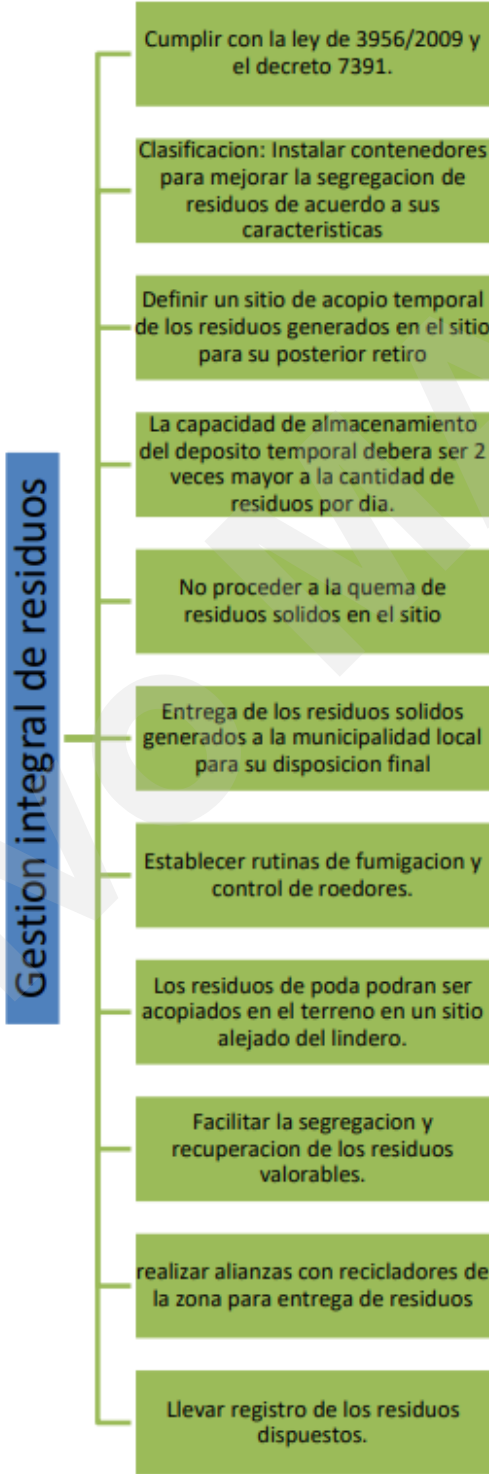 Gestion integral de residuos
Cumplir con la ley de 3956/2009 y
el decreto 7391.
Clasificacion: Instalar contenedores
para mejorar la segregacion de
residuos de acuerdo a sus
caracteristicas
Definir un sitio de acopio temporal
de los residuos generados en el sitio
para su posterior retiro
La capacidad de almacenamiento
del deposito temporal debera ser 2
veces mayor a la cantidad de
residuos por dia.
No proceder a la quema de
residuos solidos en el sitio
Entrega de los residuos solidos
generados a la municipalidad local
para su disposicion final
Establecer rutinas de fumigacion y
control de roedores.
Los residuos de poda podran ser
acopiados en el terreno en un sitio
alejado del lindero.
Facilitar la segregacion y
recuperacion de los residuos
valorables.
realizar alianzas con recicladores de
la zona para entrega de residuos
Llevar registro de los residuos
dispuestos.